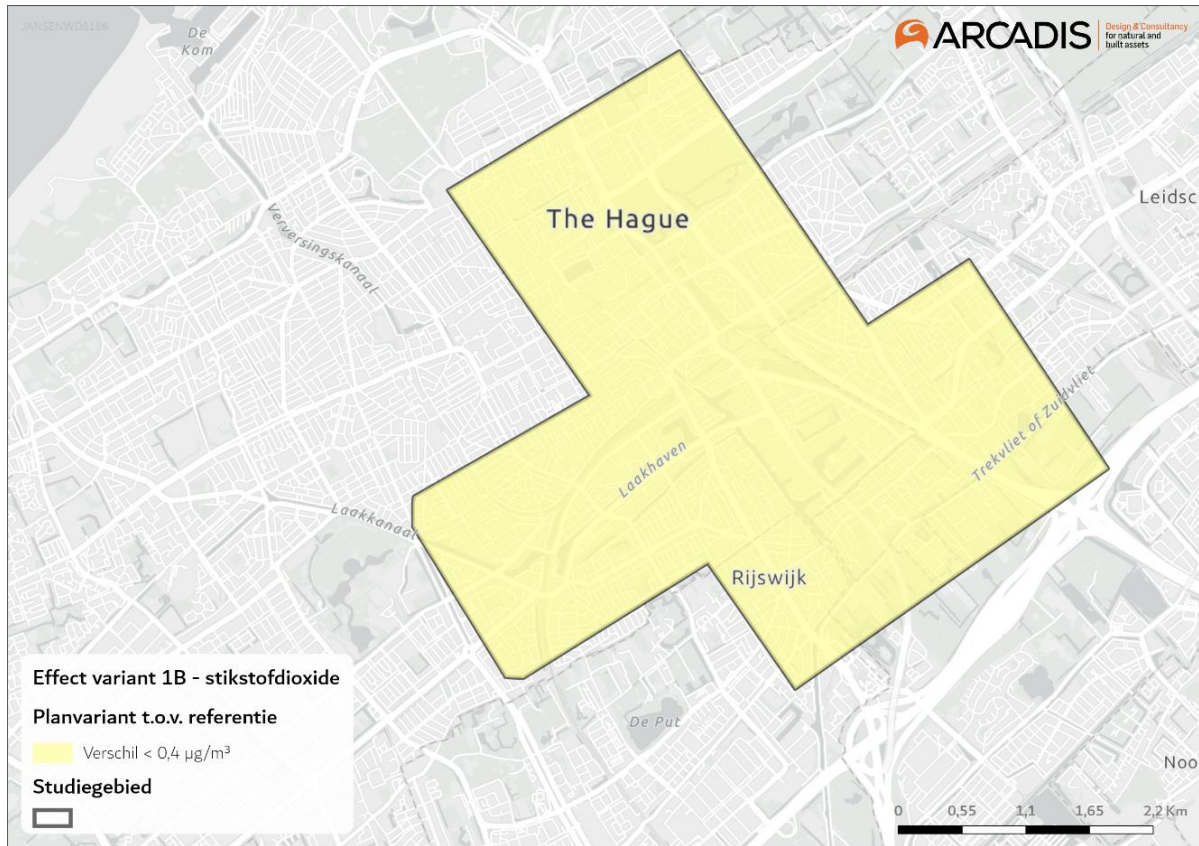 JANSENWD8186
De
Kom
ARCADIS
Design & Consultancy
for natural and
built assets
Leidsc
Verversingskanaal
The Hague
Trekvliet of Zuidvliet
Laakhaven
Laakkanaal
Rijswijk
De Put
Noo
Effect variant 1B - stikstofdioxide
Planvariant t.o.v. referentie
Verschil < 0,4 µg/m³
Studiegebied
0 0,55 1,1 1,65 2,2 Km